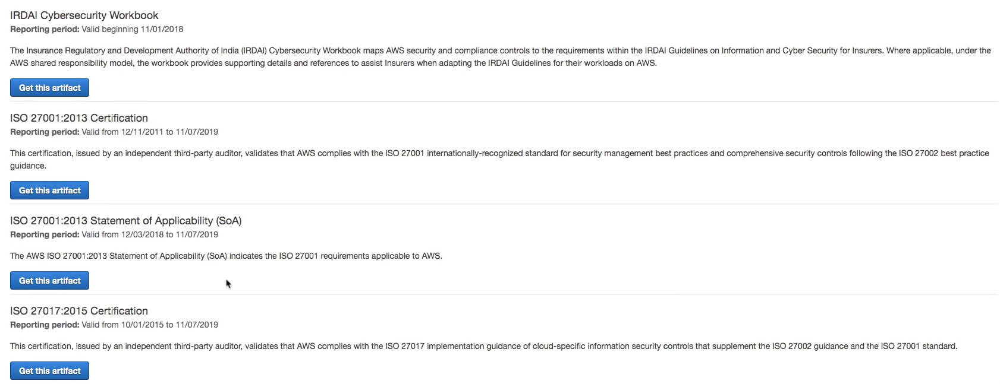 IRDAI Cybersecurity Workbook
Reporting period: Valid beginning 11/01/2018
The Insurance Regulatory and Development Authority of India (IRDAI) Cybersecurity Workbook maps AWS security and compliance controls to the requirements within the IRDAI Guidelines on Information and Cyber Security for Insurers. Where applicable, under the
AWS shared responsibility model, the workbook provides supporting details and references to assist Insurers when adapting the IRDAI Guidelines for their workloads on AWS.
Get this artifact
ISO 27001:2013 Certification
Reporting period: Valid from 12/11/2011 to 11/07/2019
This certification, issued by an independent third-party auditor, validates that AWS complies with the ISO 27001 internationally-recognized standard for security management best practices and comprehensive security controls following the ISO 27002 best practice
guidance.
Get this artifact
ISO 27001:2013 Statement of Applicability (SoA)
Reporting period: Valid from 12/03/2018 to 11/07/2019
The AWS ISO 27001:2013 Statement of Applicability (SoA) indicates the ISO 27001 requirements applicable to AWS.
Get this artifact
ISO 27017:2015 Certification
Reporting period: Valid from 10/01/2015 to 11/07/2019
This certification, issued by an independent third-party auditor, validates that AWS complies with the ISO 27017 implementation guidance of cloud-specific information security controls that supplement the ISO 27002 guidance and the ISO 27001 standard.
Get this artifact